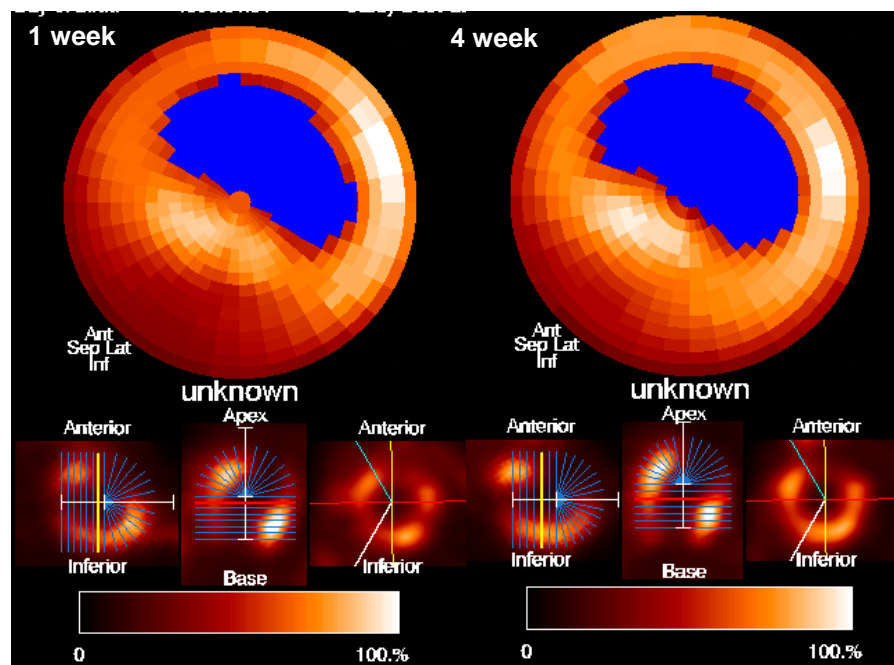 1 week
4 week
Ant
Sep Lat
Inf
Ant
Sep Lat
Inf
unknown
unknown
Anterior
Apex
Anterior
Anterior
Apex
Anterior
Inferior
Base
Inferior
Inferior
Base
Inferior
0
100.%
0
100.%